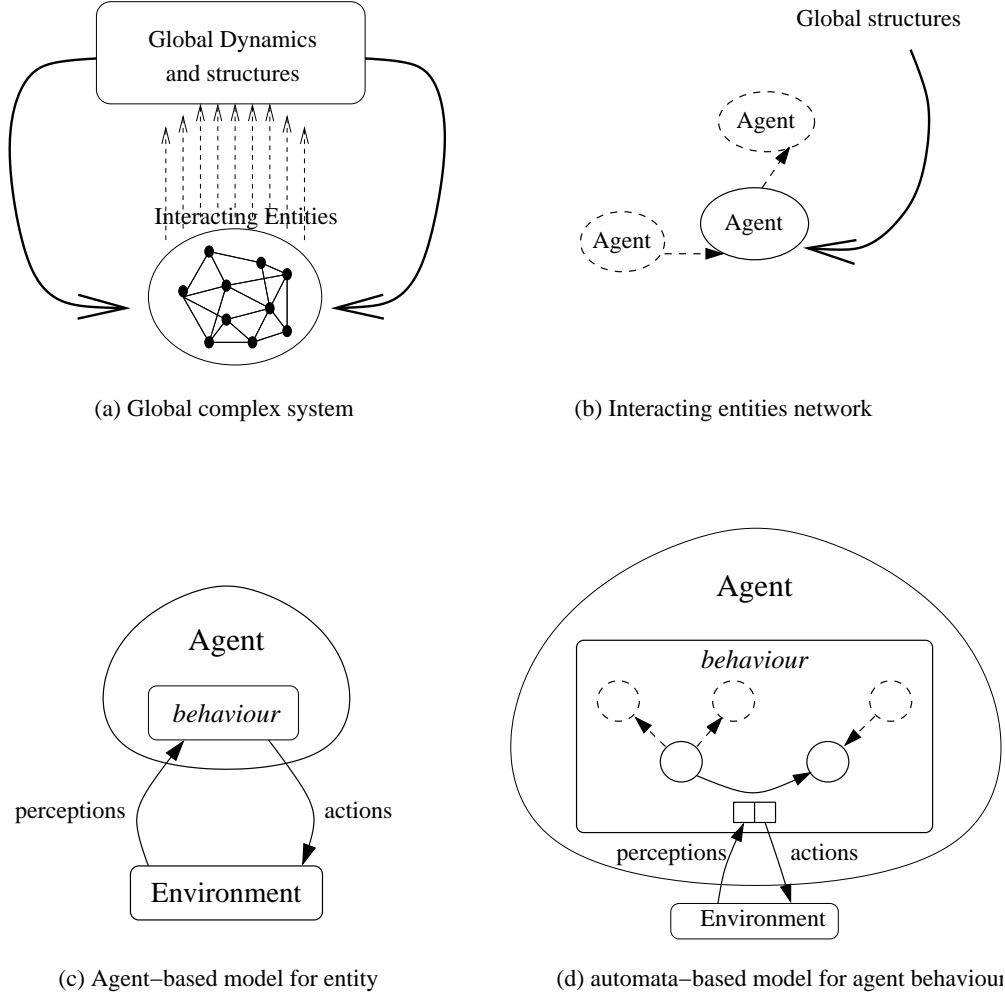 Global Dynamics
and structures
Interacting Entities
(a) Global complex system
Global structures
Agent
Agent
Agent
(b) Interacting entities network
Agent
behaviour
perceptions
actions
Environment
(c) Agent−based model for entity
Agent
behaviour
perceptions
actions
Environment
(d) automata−based model for agent behaviour